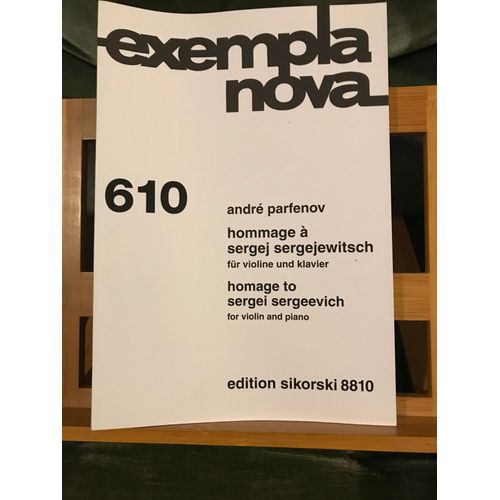 exempla
nova
610
andré parfenov
hommage à
sergej sergejewitsch
für violine und klavier
homage to
sergei sergeevich
for violin and piano
edition sikorski 8810